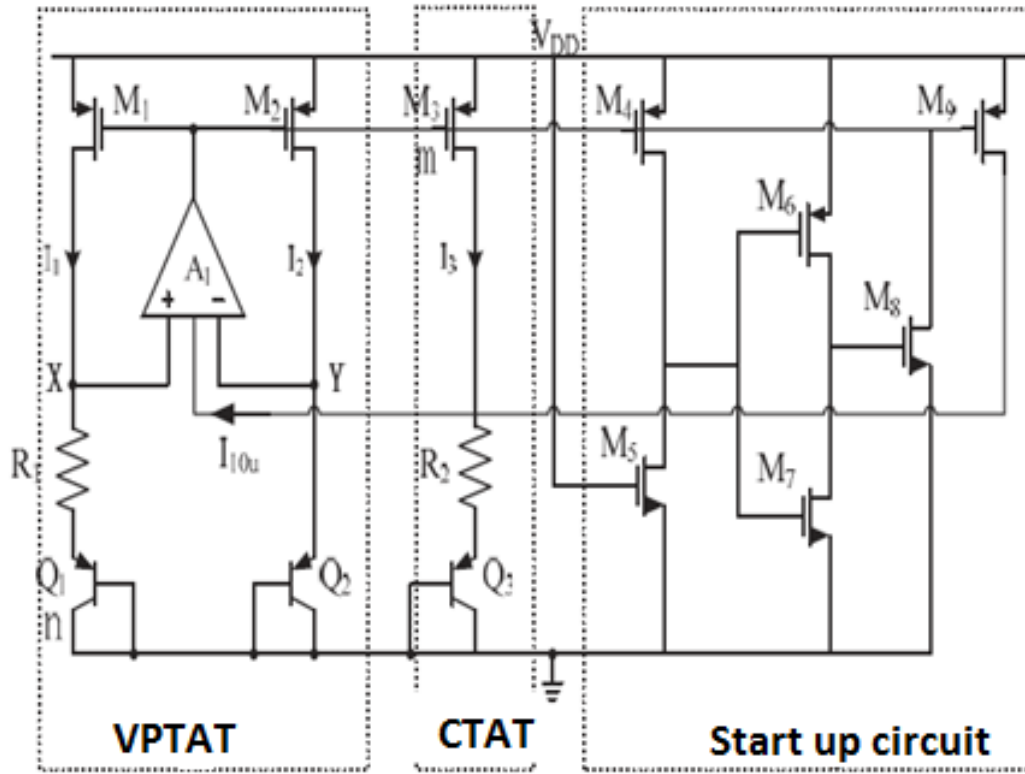 V_DD
M₁
M₂
M₃
m
M₄
M₉
M₆
M₈
I₁
A₁
+
−
I₂
I₃
X
Y
I₁₀ᵤ
R₁
R₂
M₅
M₇
Q₁
n
Q₂
Q₃
VPTAT
CTAT
Start up circuit